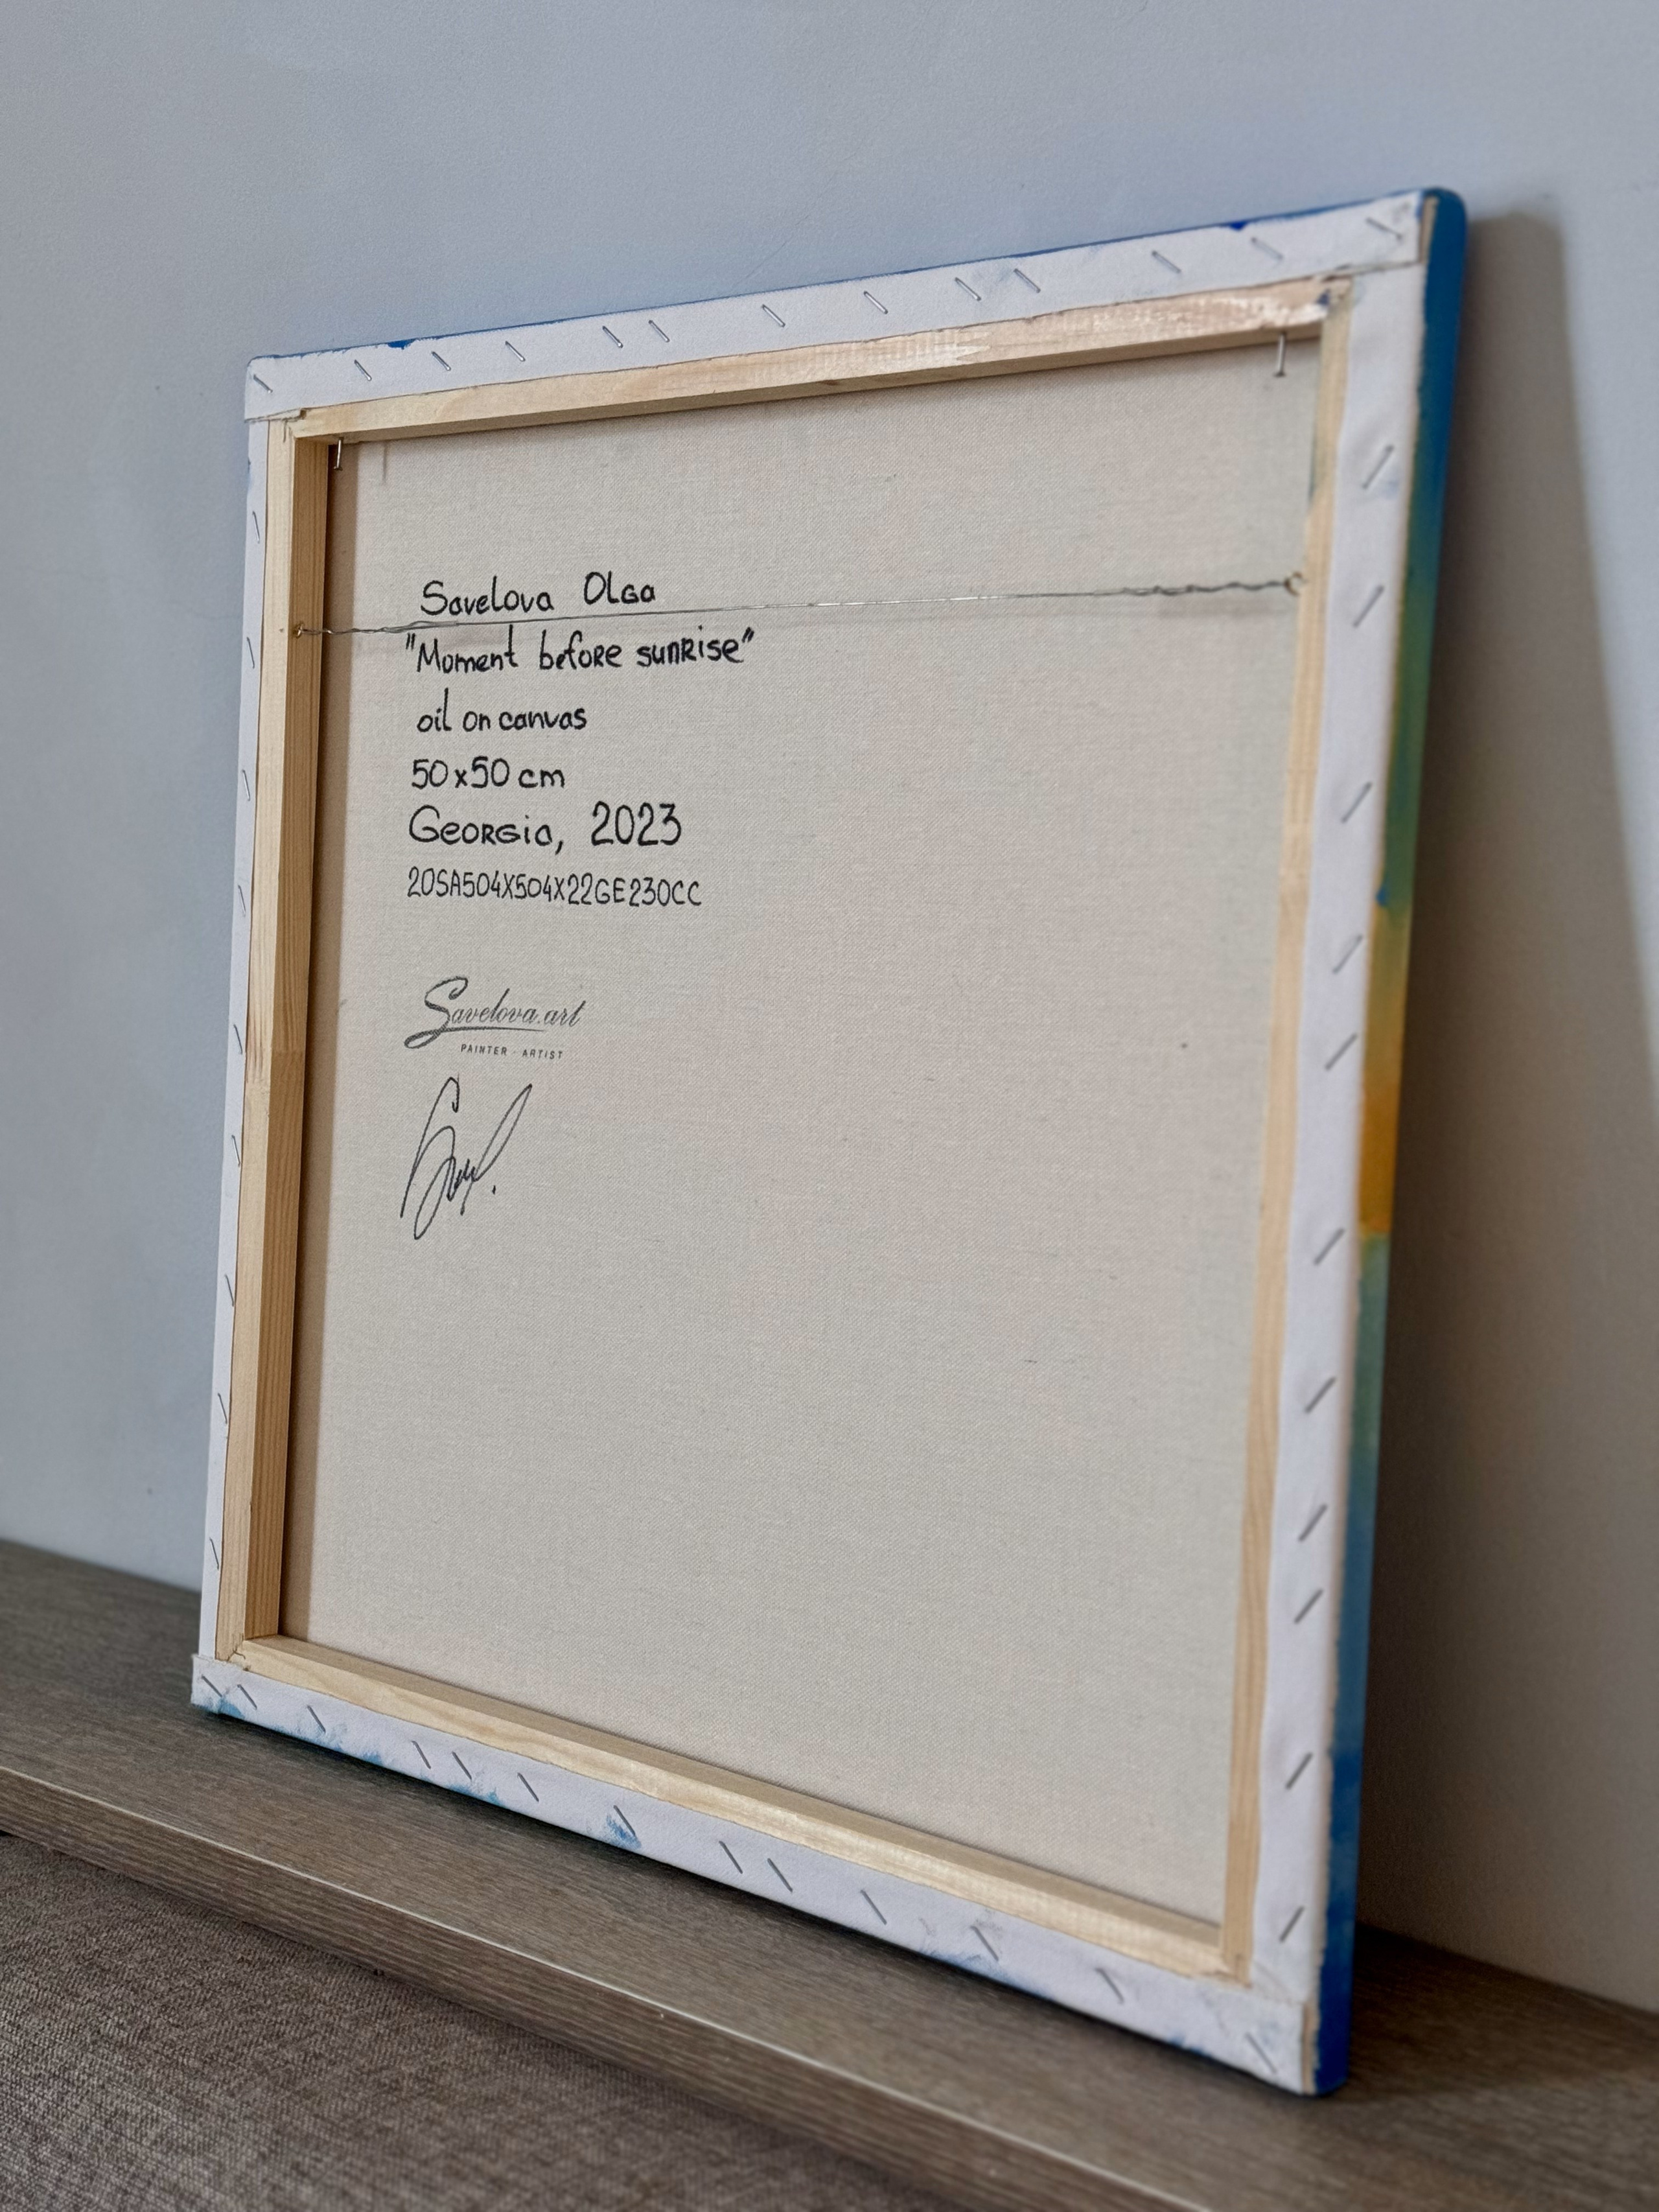 Savelova Olga
"Moment before sunrise"
oil on canvas
50x50 cm
Georgia, 2023
20SA504X504X22GE230CC
Savelova.art
PAINTER · ARTIST